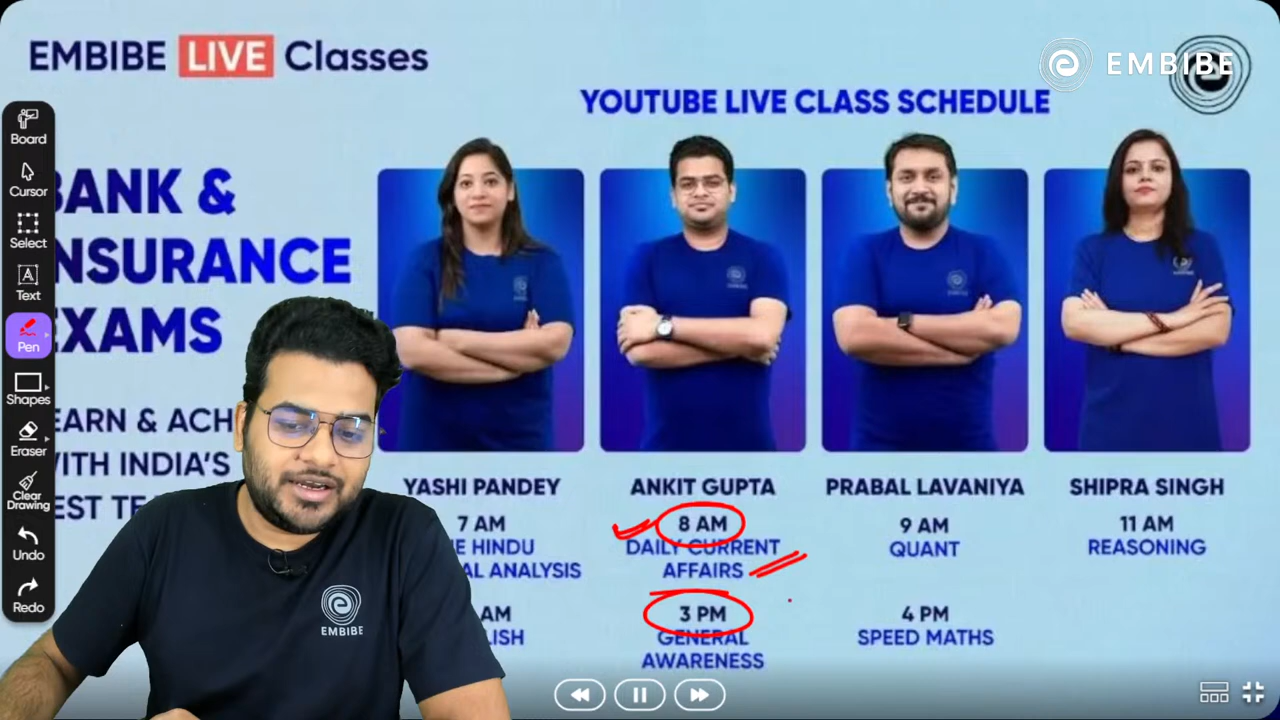 EMBIBE LIVE Classes
EMBIBE
YOUTUBE LIVE CLASS SCHEDULE
Board
Cursor
Select
Text
Pen
Shapes
Eraser
Clear
Drawing
Undo
Redo
BANK &
INSURANCE
EXAMS
EARN & ACH
WITH INDIA'S
EST TE
YASHI PANDEY
7 AM
E HINDU
AL ANALYSIS
AM
LISH
ANKIT GUPTA
8 AM
DAILY CURRENT
AFFAIRS
3 PM
GENERAL
AWARENESS
PRABAL LAVANIYA
9 AM
QUANT
4 PM
SPEED MATHS
SHIPRA SINGH
11 AM
REASONING
EMBIBE